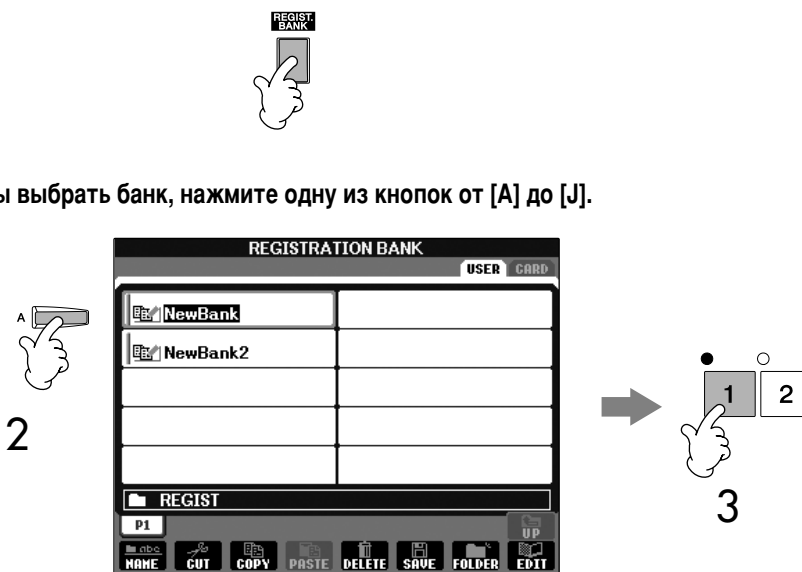 REGIST.
BANK
ы выбрать банк, нажмите одну из кнопок от [A] до [J].
REGISTRATION BANK
USER CARD
A
NewBank
NewBank2
2
1 2
3
REGIST
P1
UP
abc
NAME CUT COPY PASTE DELETE SAVE FOLDER EDIT